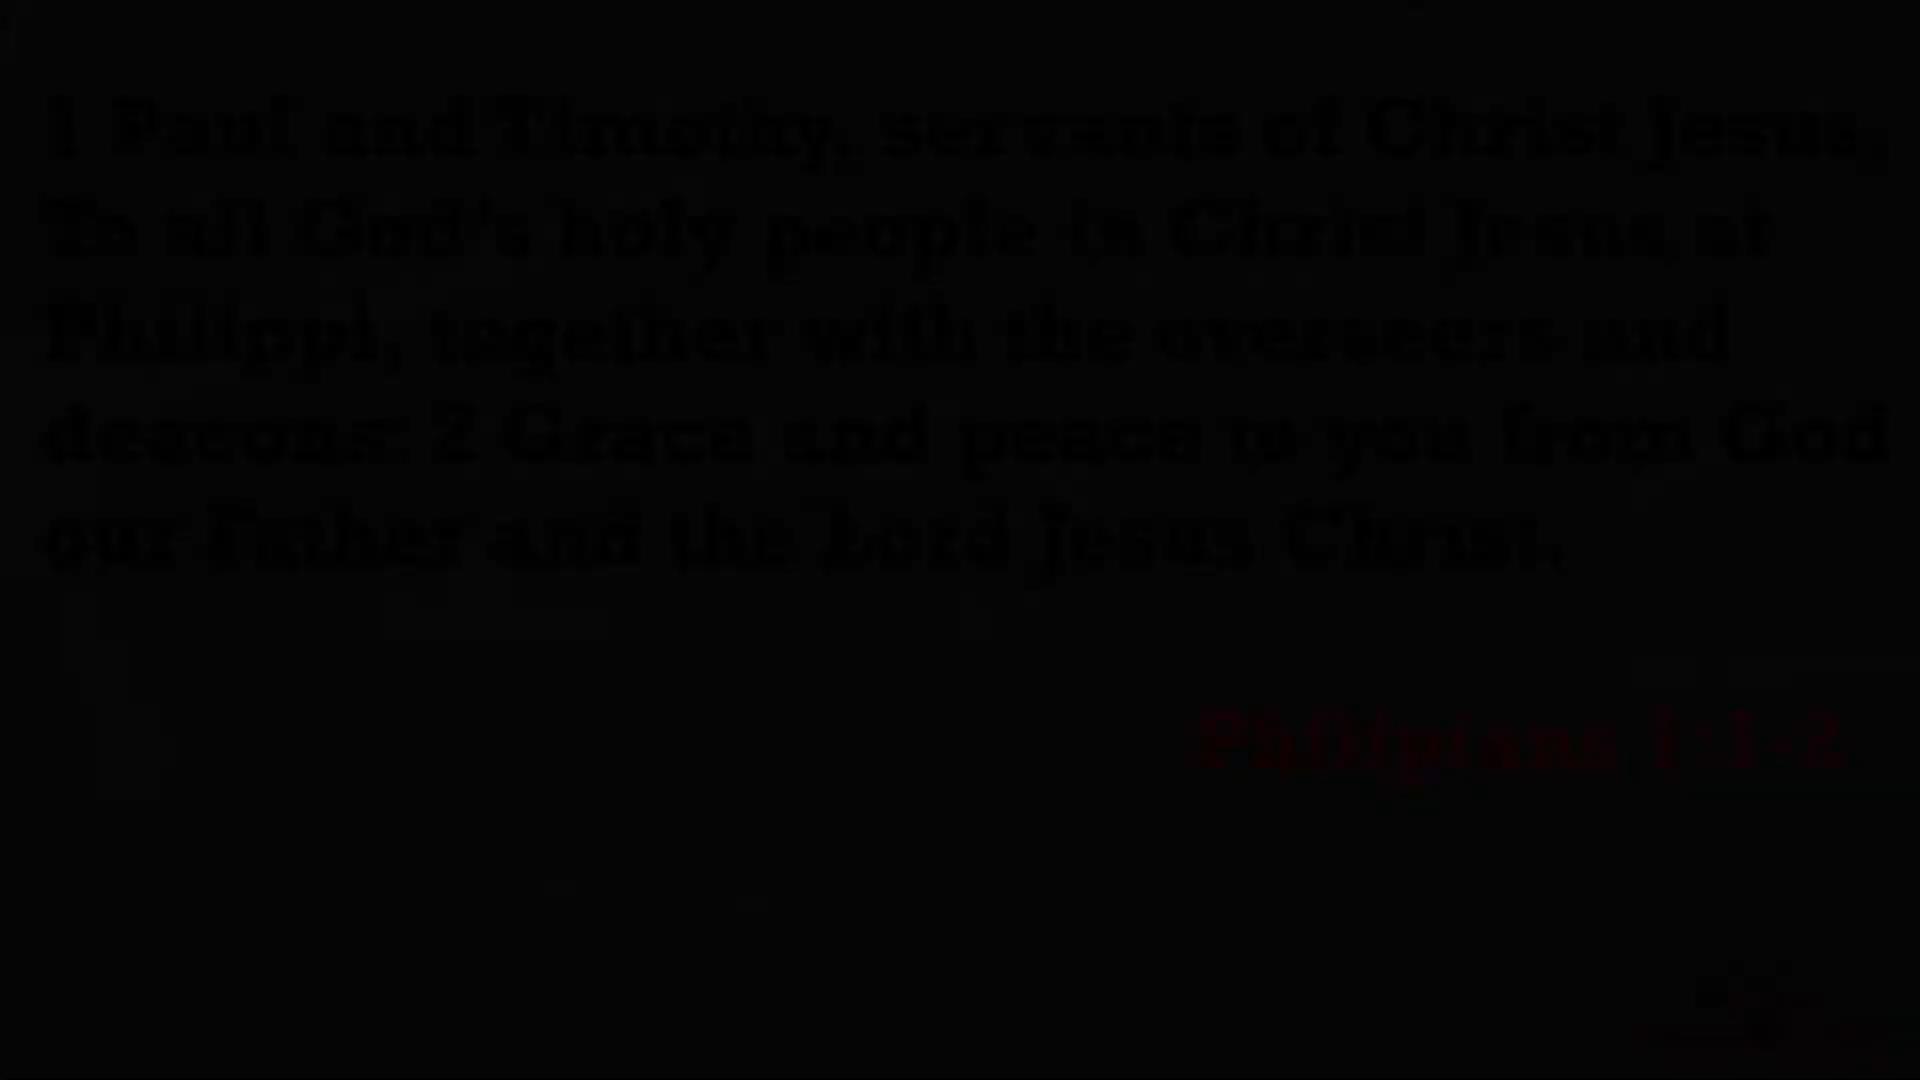 1 Paul and Timothy, servants of Christ Jesus,
To all God's holy people in Christ Jesus at
Philippi, together with the overseers and
deacons: 2 Grace and peace to you from God
our Father and the Lord Jesus Christ.
Philipians 1:1-2